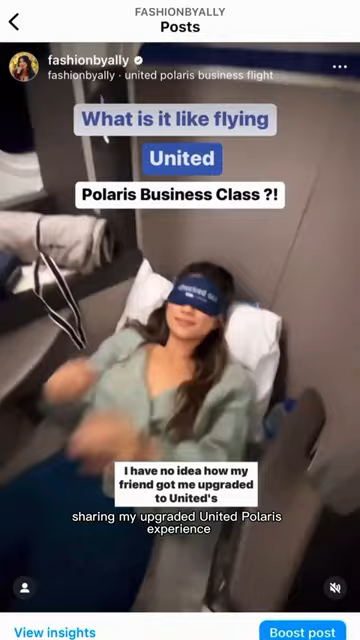 FASHIONBYALLY
Posts
fashionbyally
fashionbyally · united polaris business flight
What is it like flying
United
Polaris Business Class ?!
I have no idea how my
friend got me upgraded
to United's
sharing my upgraded United Polaris
experience
View insights
Boost post